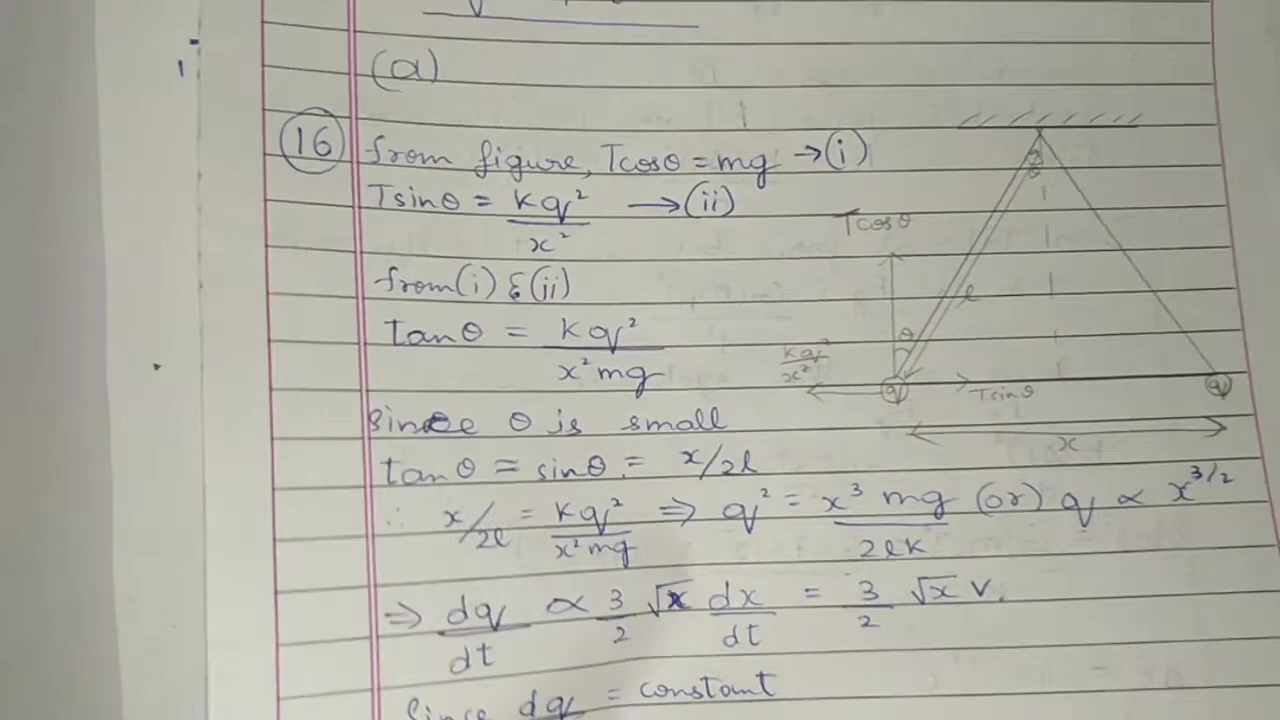 (a)
(16) from figure, Tcosθ = mg →(i)
Tsinθ = kq²/x² →(ii)
from (i) & (ii)
Tanθ = kq²/x²mg
Since θ is small
tanθ = sinθ = x/2l
∴ x/2l = kq²/x²mg ⇒ q² = x³mg/2lk (or) q ∝ x^3/2
⇒ dq/dt ∝ 3/2 √x dx/dt = 3/2 √x v.
Since dq = constant
Tcosθ
θ
l
θ
kq²/x²
q
Tsinθ
q
x